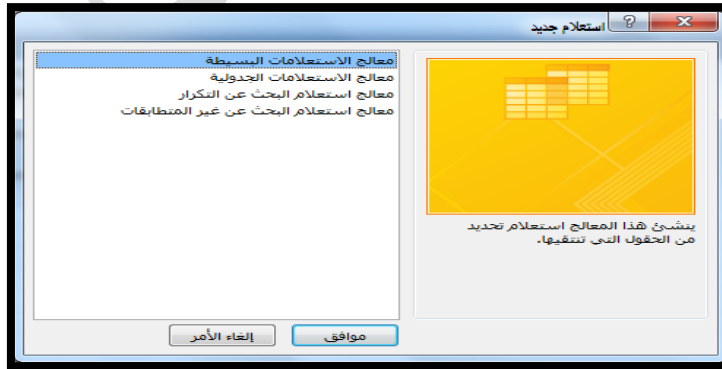 استعلام جديد
معالج الاستعلامات البسيطة
معالج الاستعلامات الجدولية
معالج استعلام البحث عن التكرار
معالج استعلام البحث عن غير المتطابقات
ينشئ هذا المعالج استعلام تحديد
من الحقول التي تنتقيها.
موافق
إلغاء الأمر